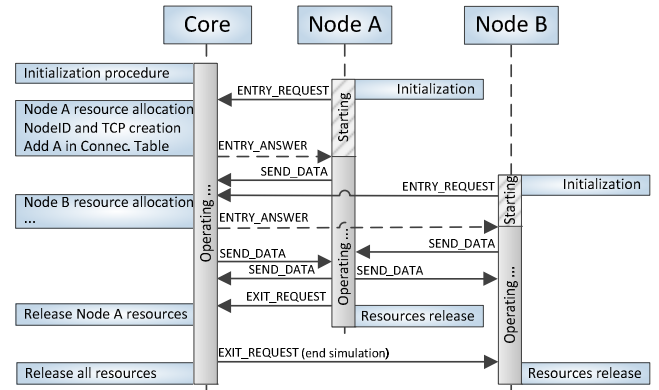 Core
Node A
Node B
Initialization procedure
ENTRY_REQUEST
Initialization
Starting
Node A resource allocation
NodeID and TCP creation
Add A in Connec. Table
ENTRY_ANSWER
SEND_DATA
ENTRY_REQUEST
Initialization
Starting
Node B resource allocation
...
ENTRY_ANSWER
Operating ...
Operating ...
Operating ...
SEND_DATA
SEND_DATA
SEND_DATA
SEND_DATA
EXIT_REQUEST
Release Node A resources
Resources release
EXIT_REQUEST (end simulation)
Release all resources
Resources release